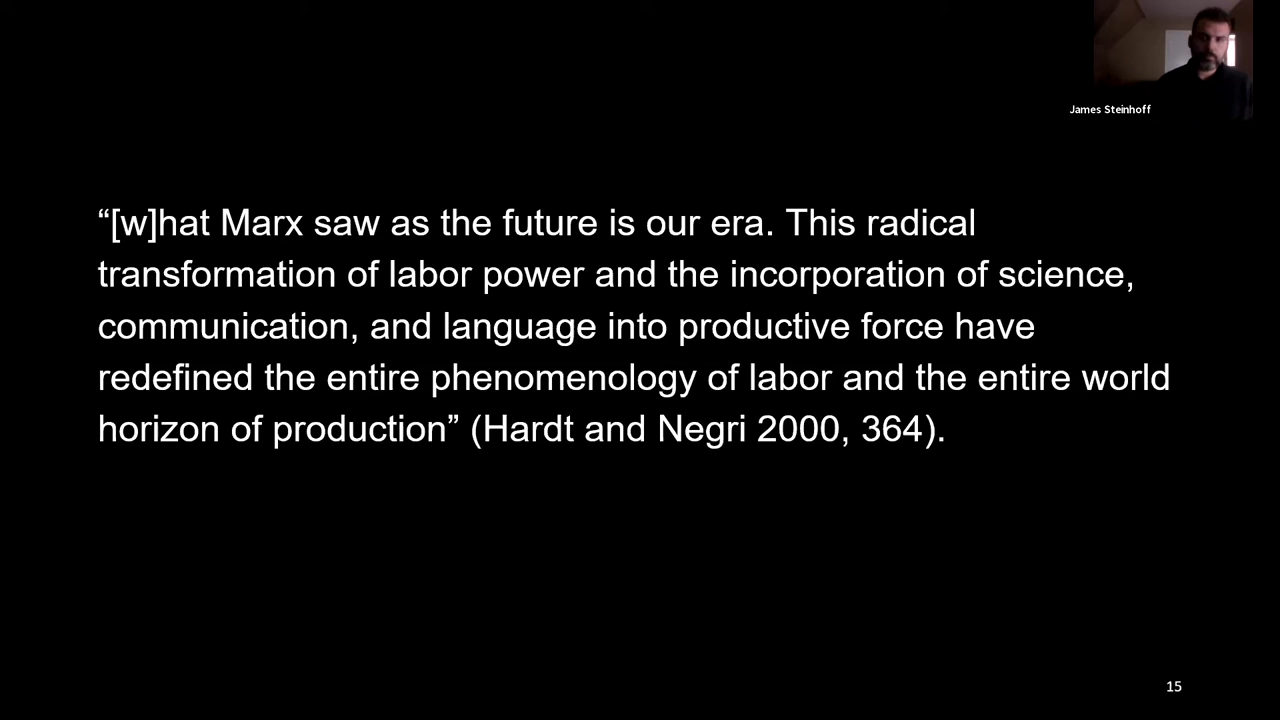 James Steinhoff
“[w]hat Marx saw as the future is our era. This radical
transformation of labor power and the incorporation of science,
communication, and language into productive force have
redefined the entire phenomenology of labor and the entire world
horizon of production” (Hardt and Negri 2000, 364).
15